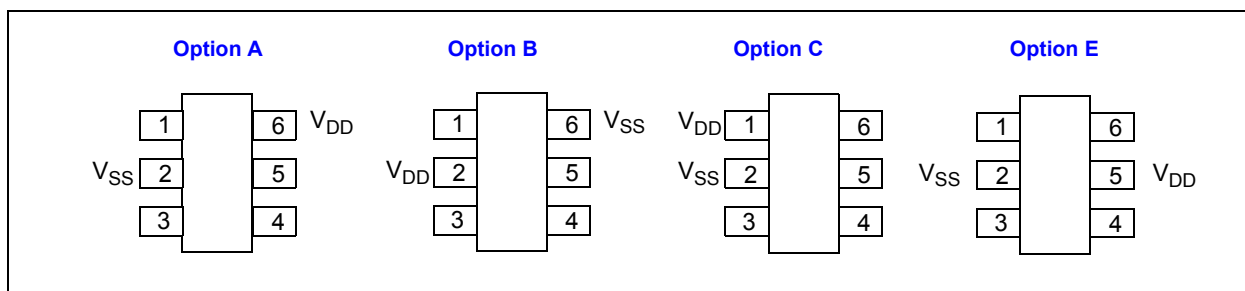 Option A Option B Option C Option E
1 6 VDD 1 6 VSS VDD 1 6 1 6
VSS 2 5 VDD 2 5 VSS 2 5 VSS 2 5 VDD
3 4 3 4 3 4 3 4